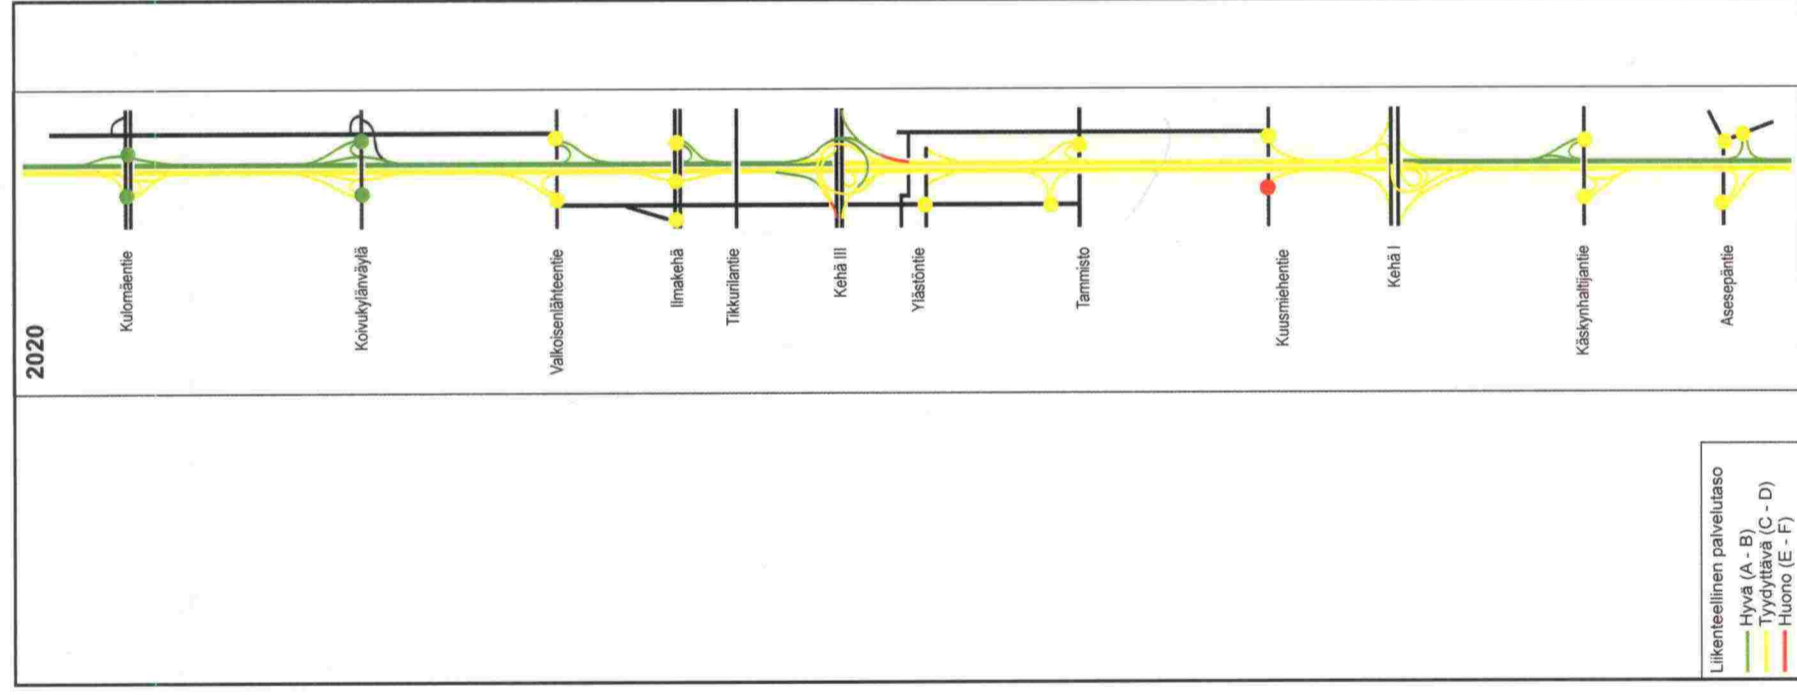 2020
Kulomäentie
Koivukylänväylä
Valkoisenlähteentie
Ilmakehä
Tikkurilantie
Kehä III
Ylästöntie
Tammisto
Kuusmiehentie
Kehä I
Käskynhaltijantie
Asesepäntie
Liikenteellinen palvelutaso
Hyvä (A - B)
Tyydyttävä (C - D)
Huono (E - F)